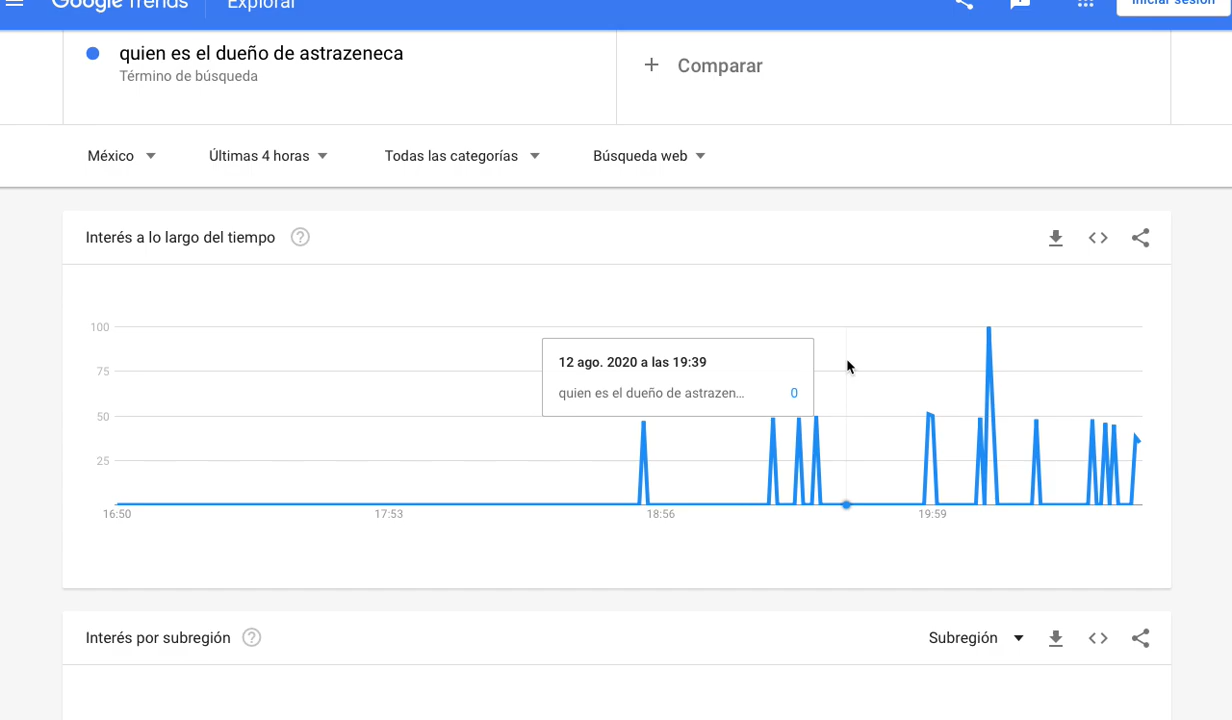 Google Trends Explorar
Iniciar sesión
quien es el dueño de astrazeneca
Término de búsqueda
+ Comparar
México
Últimas 4 horas
Todas las categorías
Búsqueda web
Interés a lo largo del tiempo
100
75
50
25
12 ago. 2020 a las 19:39
quien es el dueño de astrazen... 0
16:50 17:53 18:56 19:59
Interés por subregión
Subregión